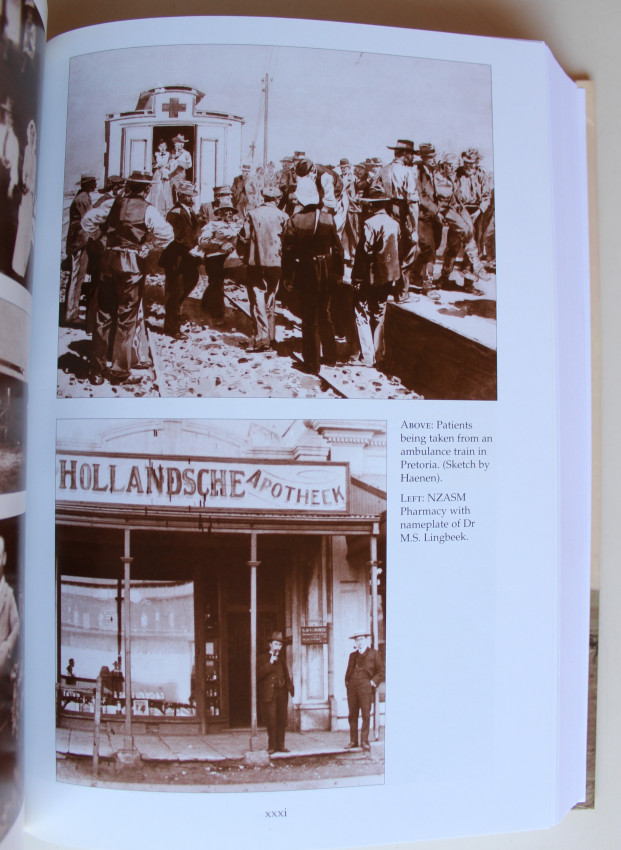 HOLLANDSCHE APOTHEEK
ABOVE: Patients
being taken from an
ambulance train in
Pretoria. (Sketch by
Haenen).
LEFT: NZASM
Pharmacy with
nameplate of Dr
M.S. Lingbeek.
xxxi